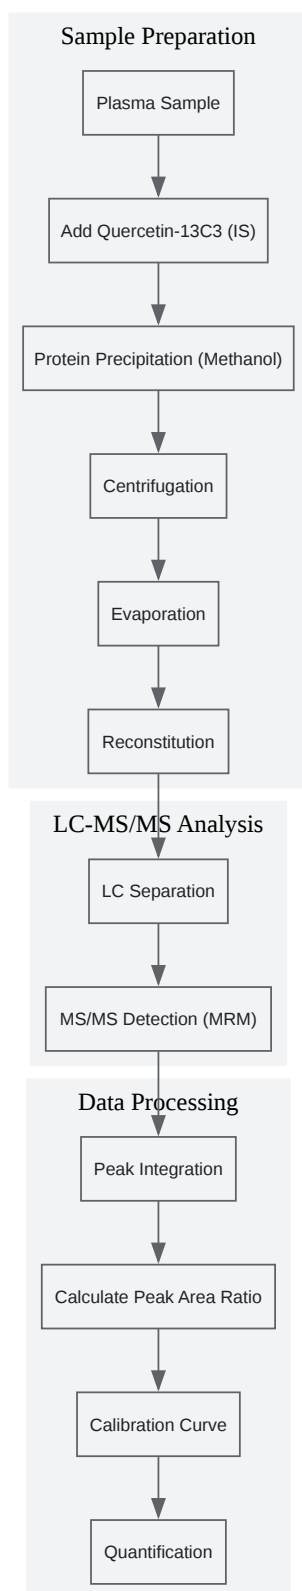 Sample Preparation
Plasma Sample
Add Quercetin-13C3 (IS)
Protein Precipitation (Methanol)
Centrifugation
Evaporation
Reconstitution
LC-MS/MS Analysis
LC Separation
MS/MS Detection (MRM)
Data Processing
Peak Integration
Calculate Peak Area Ratio
Calibration Curve
Quantification